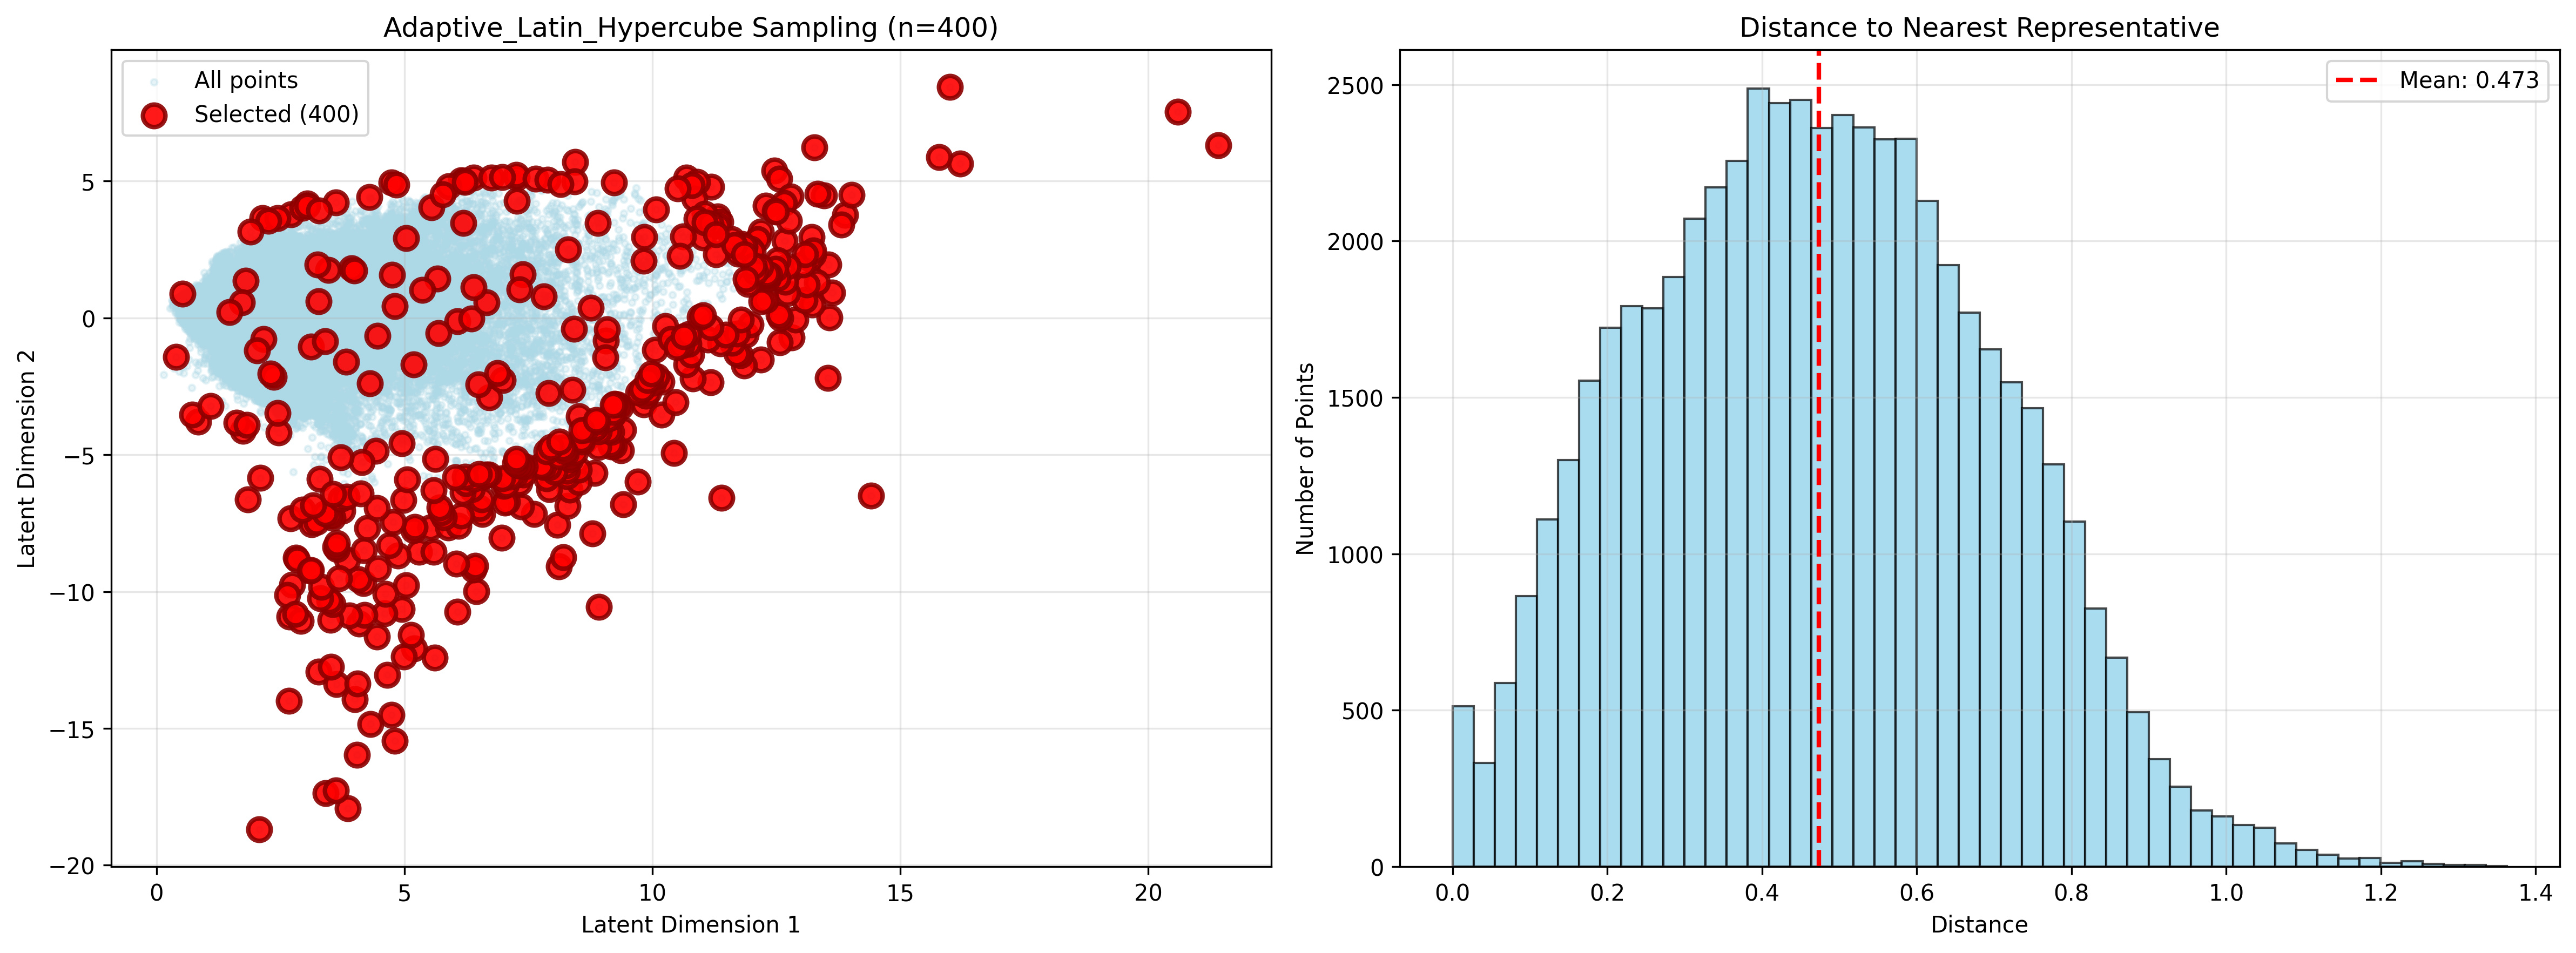 Adaptive_Latin_Hypercube Sampling (n=400)
All points
Selected (400)
5
0
−5
−10
−15
−20
Latent Dimension 2
0
5
10
15
20
Latent Dimension 1
Distance to Nearest Representative
Mean: 0.473
2500
2000
1500
1000
500
0
Number of Points
0.0
0.2
0.4
0.6
0.8
1.0
1.2
1.4
Distance